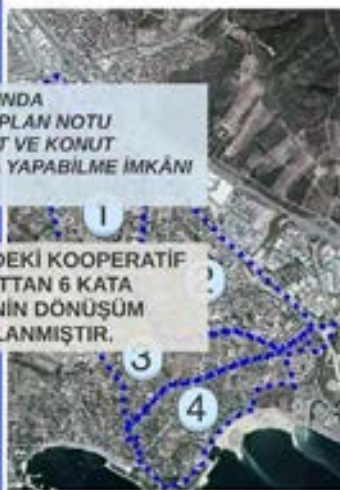 NDA
PLAN NOTU
T VE KONUT
YAPABİLME İMKÂNI
1
DEKİ KOOPERATİF
TTAN 6 KATA
NİN DÖNÜŞÜM
LANMIŞTIR.
2
3
4